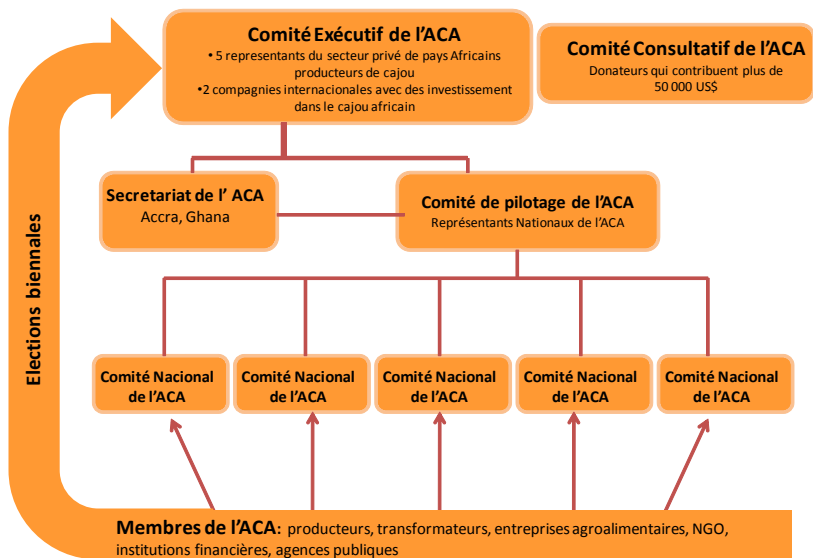 Comité Exécutif de l’ACA
• 5 representants du secteur privé de pays Africains
producteurs de cajou
•2 compagnies internationales avec des investissement
dans le cajou africain
Comité Consultatif de l’ACA
Donateurs qui contribuent plus de
50 000 US$
Secretariat de l’ ACA
Accra, Ghana
Comité de pilotage de l’ACA
Représentants Nationaux de l’ACA
Elections biennales
Comité Nacional
de l’ACA
Comité Nacional
de l’ACA
Comité Nacional
de l’ACA
Comité Nacional
de l’ACA
Comité Nacional
de l’ACA
Membres de l’ACA: producteurs, transformateurs, entreprises agroalimentaires, NGO,
institutions financières, agences publiques